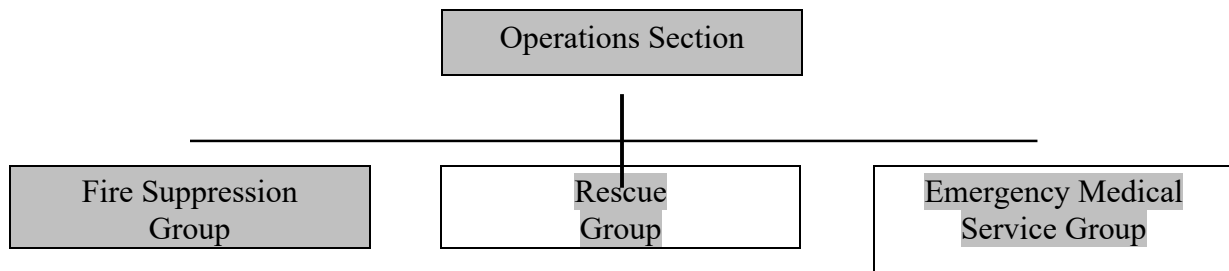 Operations Section
Fire Suppression
Group
Rescue
Group
Emergency Medical
Service Group